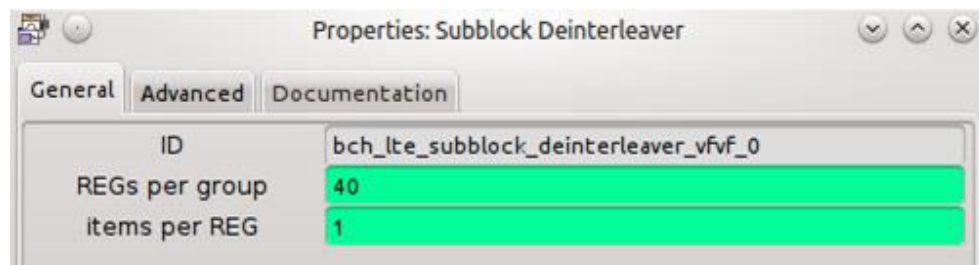 Properties: Subblock Deinterleaver
General Advanced Documentation
ID bch_lte_subblock_deinterleaver_vfvf_0
REGs per group 40
items per REG 1